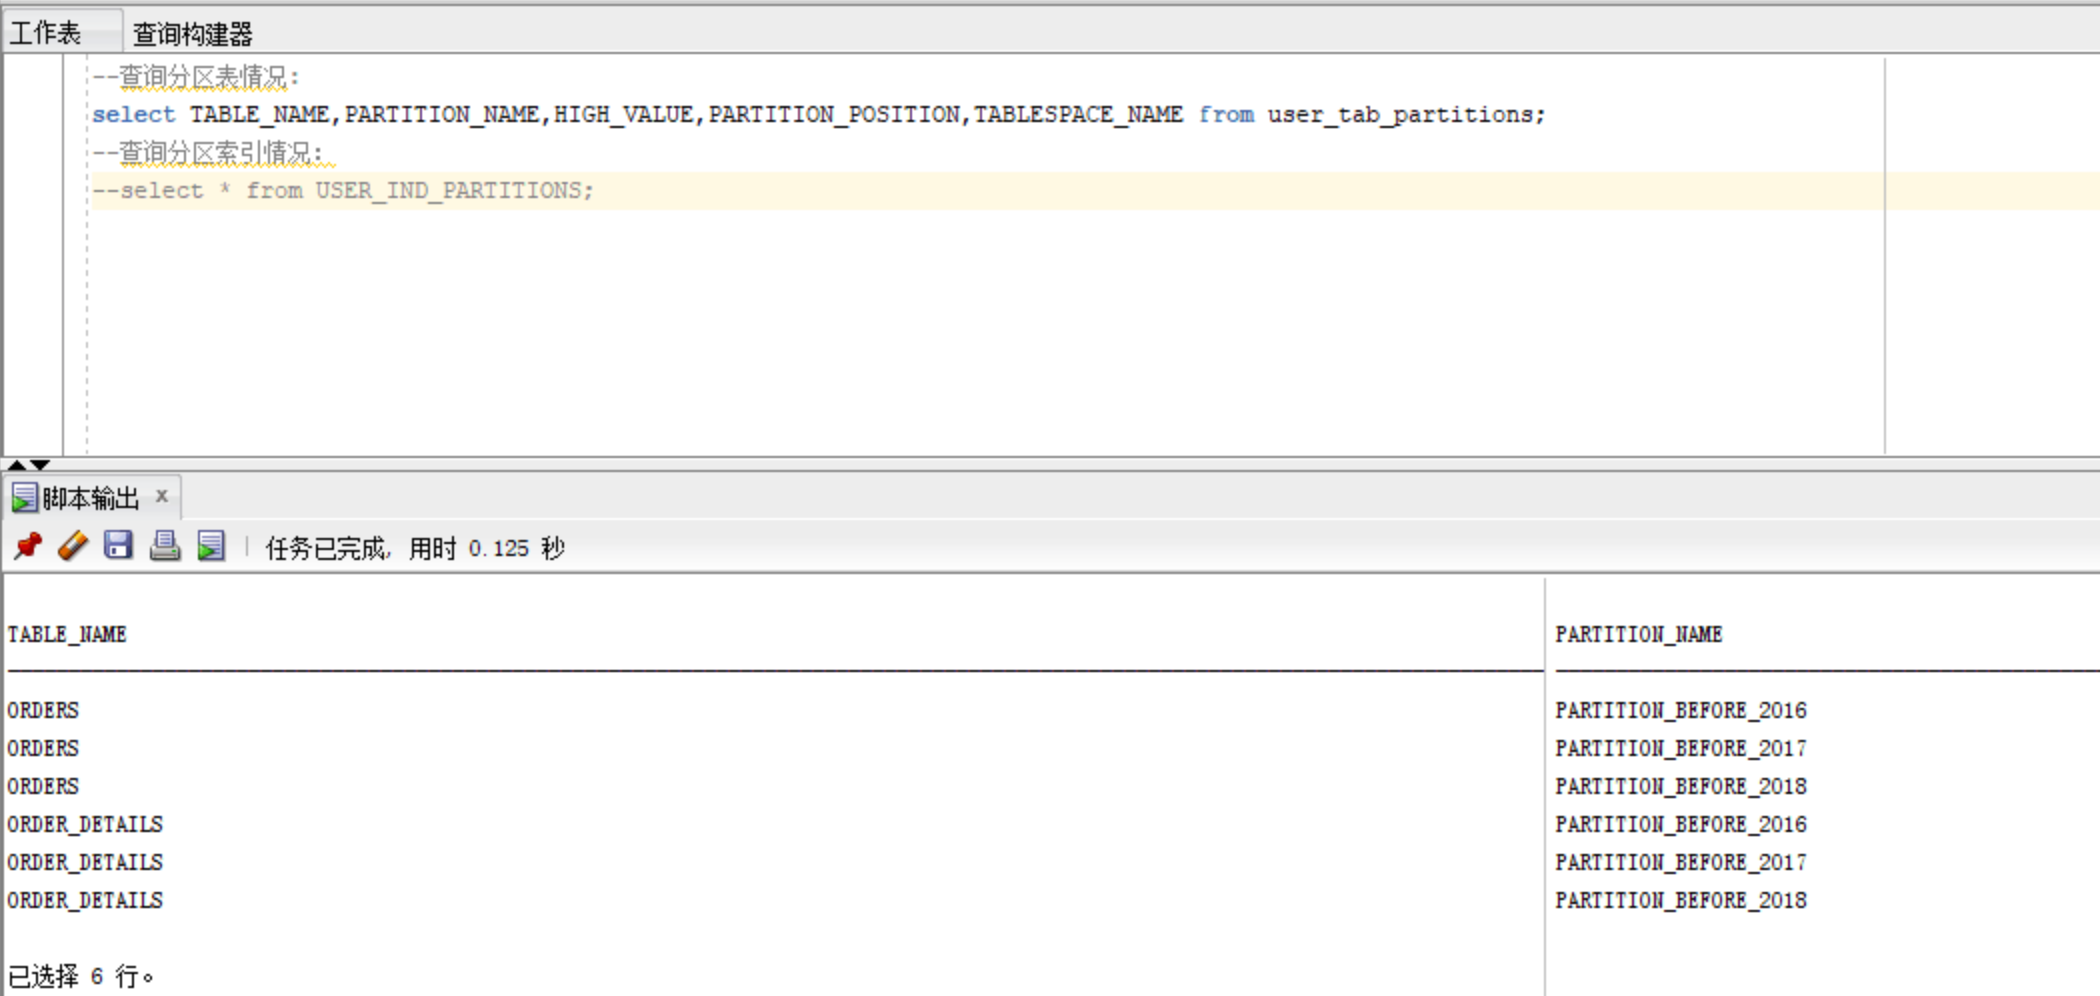 工作表 查询构建器
--查询分区表情况:
select TABLE_NAME,PARTITION_NAME,HIGH_VALUE,PARTITION_POSITION,TABLESPACE_NAME from user_tab_partitions;
--查询分区索引情况:
--select * from USER_IND_PARTITIONS;
脚本输出 x
任务已完成, 用时 0.125 秒
TABLE_NAME PARTITION_NAME
ORDERS PARTITION_BEFORE_2016
ORDERS PARTITION_BEFORE_2017
ORDERS PARTITION_BEFORE_2018
ORDER_DETAILS PARTITION_BEFORE_2016
ORDER_DETAILS PARTITION_BEFORE_2017
ORDER_DETAILS PARTITION_BEFORE_2018
已选择 6 行。